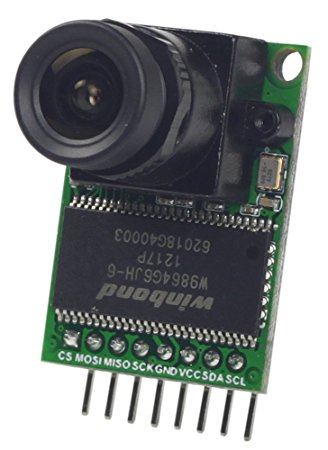 winbond
W9864G6JH-6
1217P
62018G40003
CS MOSI MISO SCK GND VCC SDA SCL